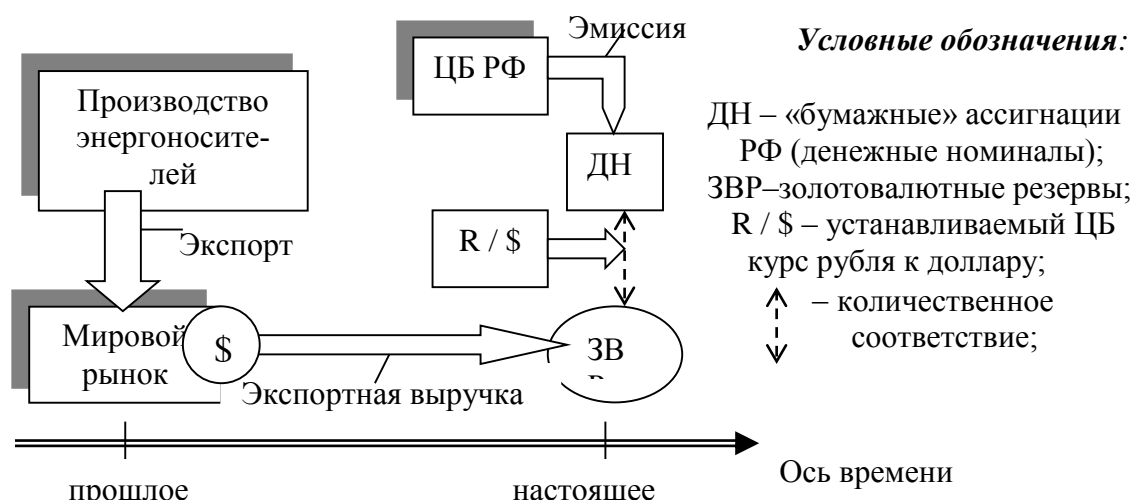 Эмиссия
ЦБ РФ
Производство
энергоносите-
лей
ДН
Экспорт
R / $
Мировой
рынок
$
ЗВ
Экспортная выручка
прошлое
настоящее
Ось времени
Условные обозначения:
ДН – «бумажные» ассигнации
РФ (денежные номиналы);
ЗВР–золотовалютные резервы;
R / $ – устанавливаемый ЦБ
курс рубля к доллару;
– количественное
соответствие;